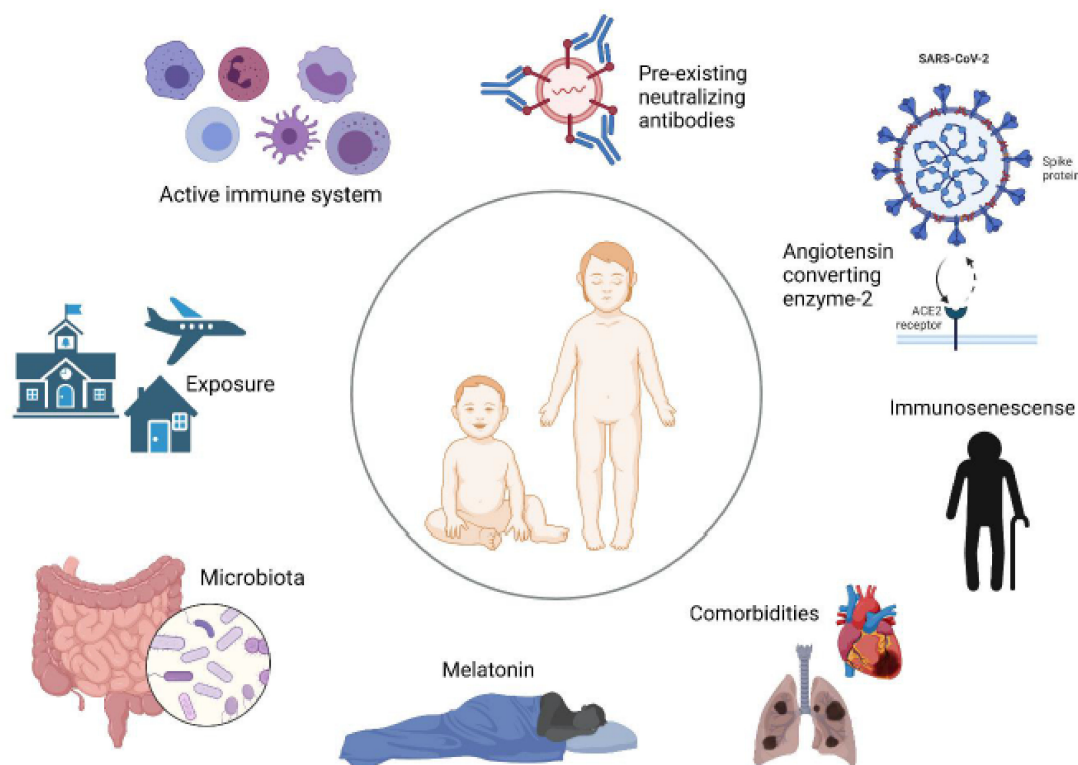 Active immune system
Pre-existing
neutralizing
antibodies
SARS-CoV-2
Spike
protein
Angiotensin
converting
enzyme-2
ACE2
receptor
Exposure
Immunosenescense
Microbiota
Melatonin
Comorbidities